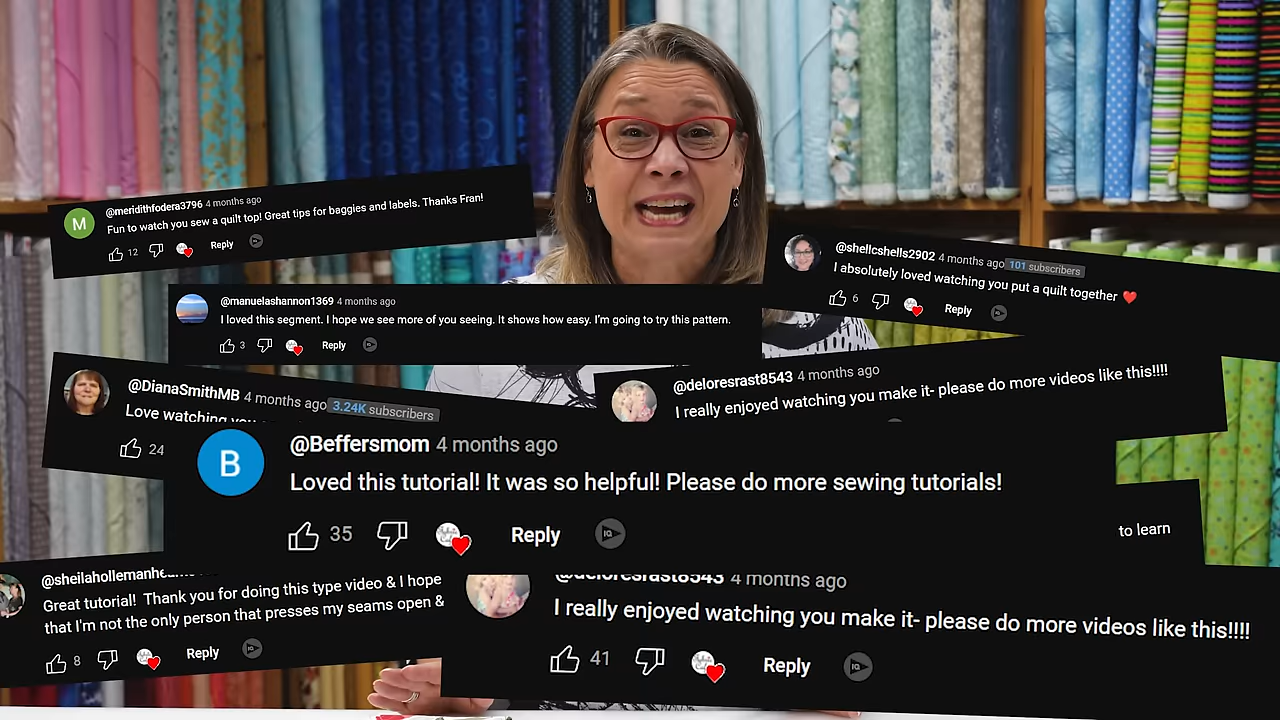 @meridithfodera3796 4 months ago
Fun to watch you sew a quilt top! Great tips for baggies and labels. Thanks Fran!
12 Reply
@shellcshells2902 4 months ago 101 subscribers
I absolutely loved watching you put a quilt together ❤️
6 Reply
@manuelashannon1369 4 months ago
I loved this segment. I hope we see more of you seeing. It shows how easy. I'm going to try this pattern.
3 Reply
@DianaSmithMB 4 months ago 3.24K subscribers
Love watching
24
@deloresrast8543 4 months ago
I really enjoyed watching you make it- please do more videos like this!!!!
B
@Beffersmom 4 months ago
Loved this tutorial! It was so helpful! Please do more sewing tutorials!
35 Reply
to learn
Great tutorial! Thank you for doing this type video & I hope
that I'm not the only person that presses my seams open &
8 Reply
@deloresrast8543 4 months ago
I really enjoyed watching you make it- please do more videos like this!!!!
41 Reply
M